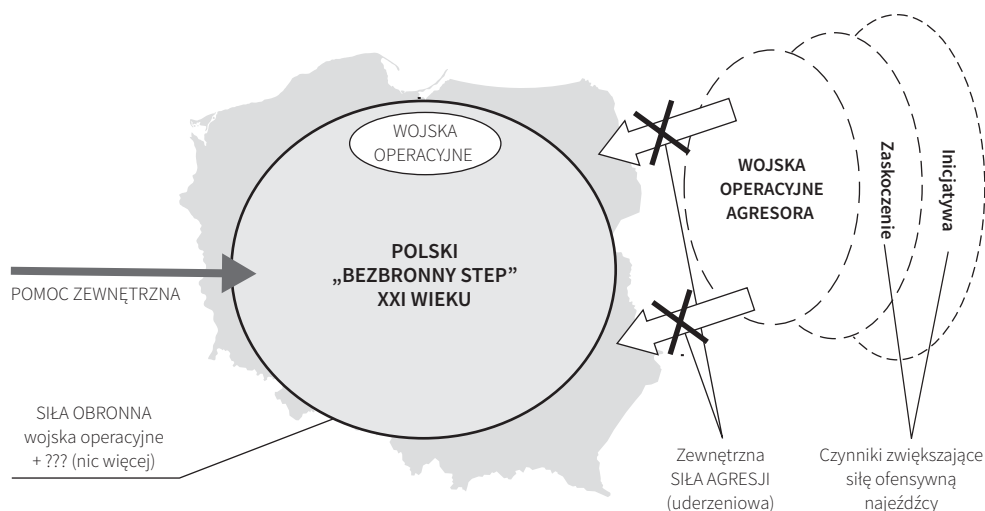 WOJSKA
OPERACYJNE
POLSKI
„BEZBRONNY STEP”
XXI WIEKU
POMOC ZEWNĘTRZNA
SIŁA OBRONNA
wojska operacyjne
+ ??? (nic więcej)
WOJSKA
OPERACYJNE
AGRESORA
Zaskoczenie
Inicjatywa
Zewnętrzna
SIŁA AGRESJI
(uderzeniowa)
Czynniki zwiększające
siłę ofensywną
najeźdźcy